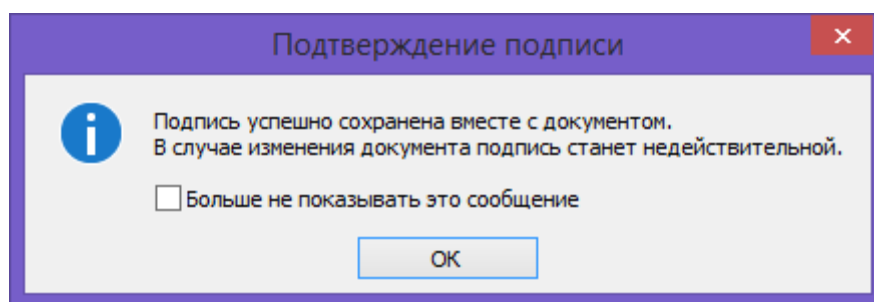 Подтверждение подписи
Подпись успешно сохранена вместе с документом.
В случае изменения документа подпись станет недействительной.
Больше не показывать это сообщение
ОК